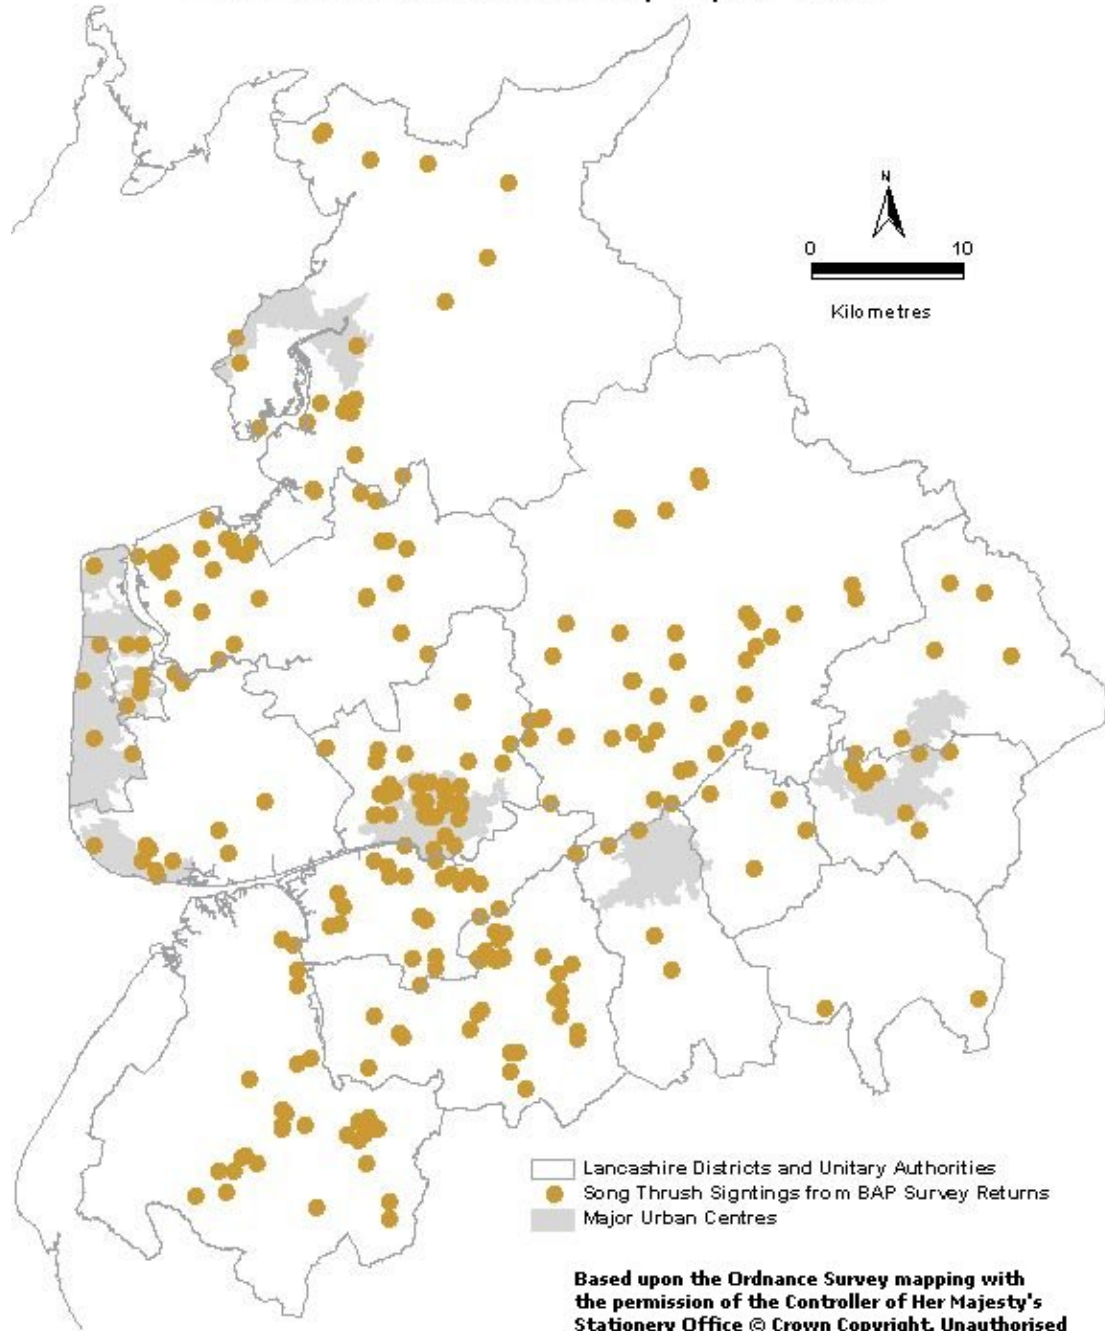 N
0 10
Kilometres
Lancashire Districts and Unitary Authorities
Song Thrush Signtings from BAP Survey Returns
Major Urban Centres
Based upon the Ordnance Survey mapping with
the permission of the Controller of Her Majesty's
Stationery Office © Crown Copyright. Unauthorised